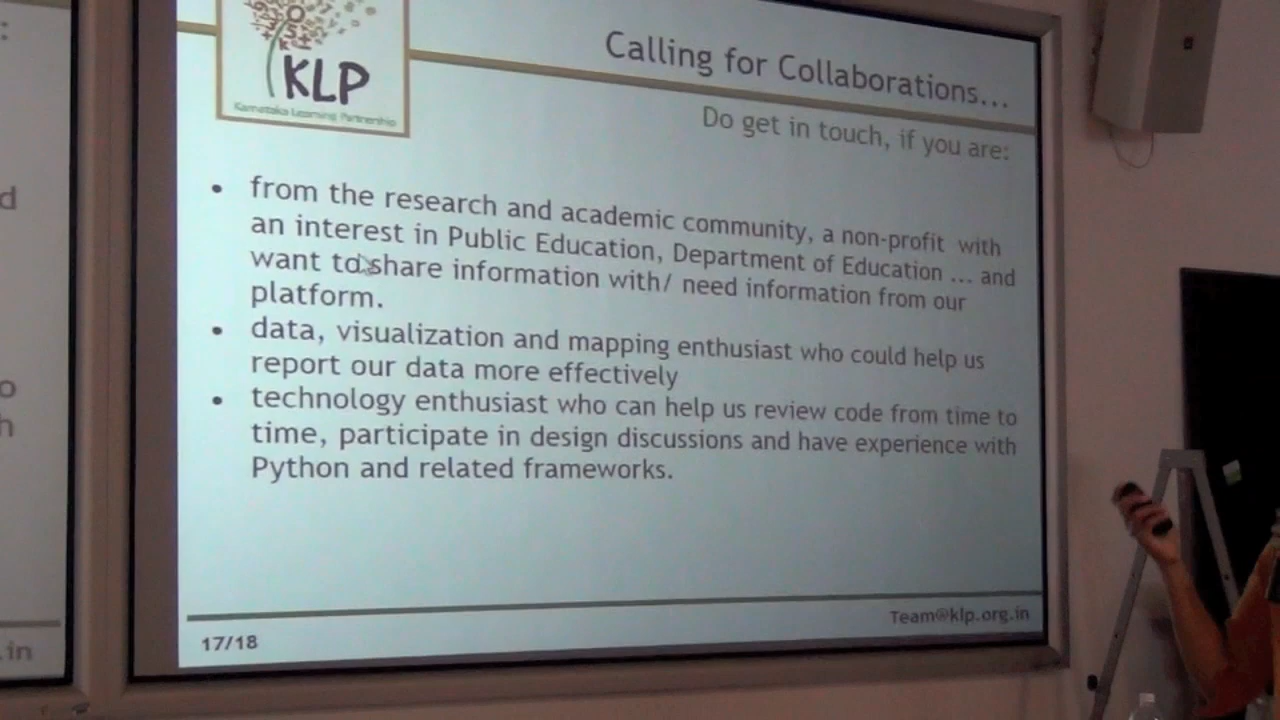 KLP
Karnataka Learning Partnership
Calling for Collaborations...
Do get in touch, if you are:
• from the research and academic community, a non-profit with
an interest in Public Education, Department of Education ... and
want to share information with/ need information from our
platform.
• data, visualization and mapping enthusiast who could help us
report our data more effectively
• technology enthusiast who can help us review code from time to
time, participate in design discussions and have experience with
Python and related frameworks.
17/18
Team@klp.org.in
:
d
o
h
.in